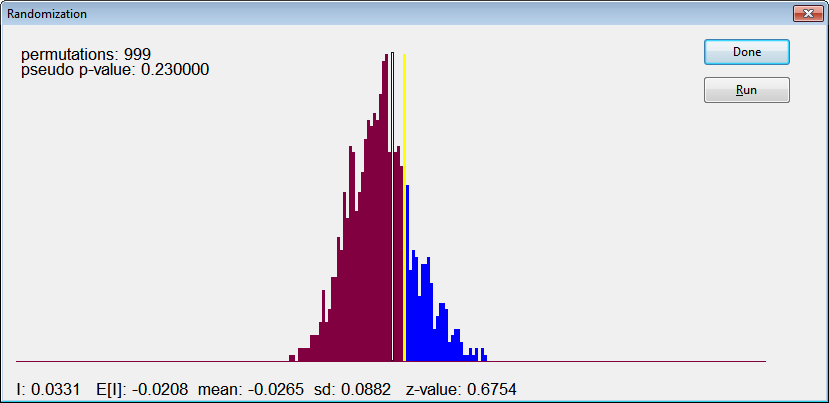 Randomization
permutations: 999
pseudo p-value: 0.230000
Done
Run
I: 0.0331 E[I]: -0.0208 mean: -0.0265 sd: 0.0882 z-value: 0.6754